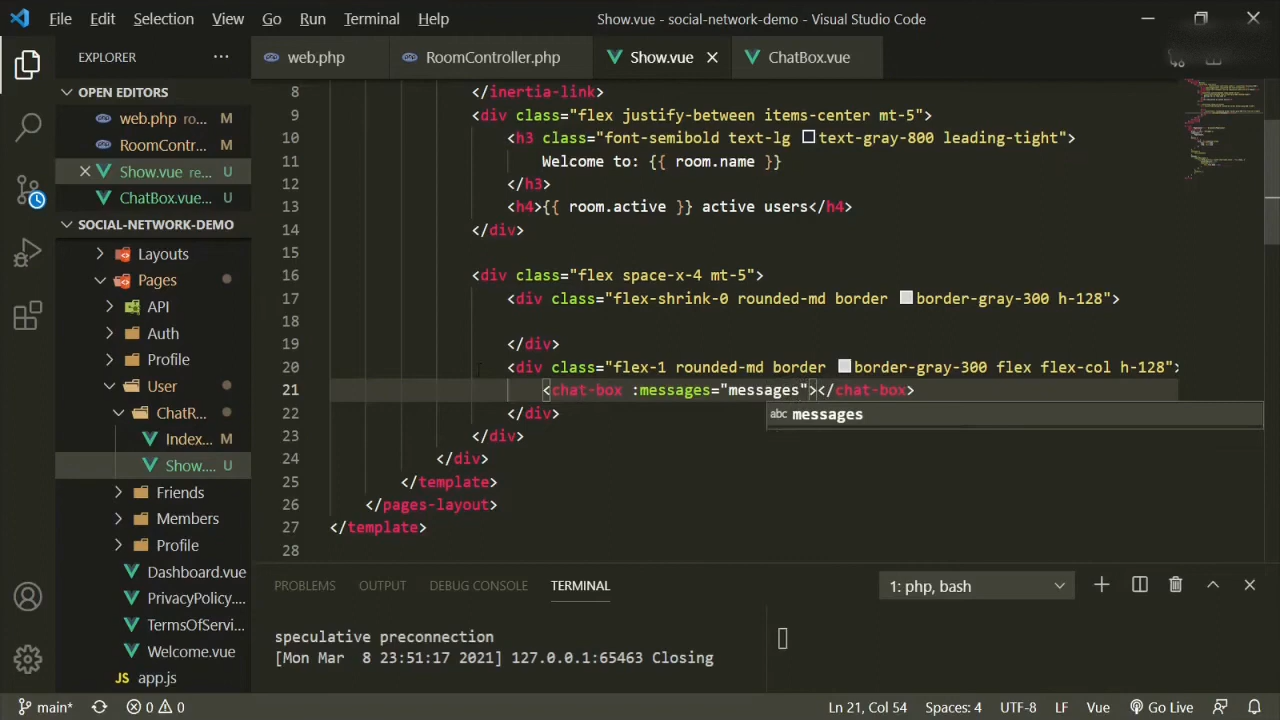 File Edit Selection View Go Run Terminal Help Show.vue - social-network-demo - Visual Studio Code
EXPLORER ...
web.php RoomController.php Show.vue ChatBox.vue
OPEN EDITORS
web.php ro... M
RoomContr... M
Show.vue re... U
ChatBox.vue... U
SOCIAL-NETWORK-DEMO
Layouts
Pages
API
Auth
Profile
User
ChatR...
Index... M
Show.... U
Friends
Members
Profile
Dashboard.vue
PrivacyPolicy....
TermsOfServi...
Welcome.vue
app.js
8 </inertia-link>
9 <div class="flex justify-between items-center mt-5">
10 <h3 class="font-semibold text-lg text-gray-800 leading-tight">
11 Welcome to: {{ room.name }}
12 </h3>
13 <h4>{{ room.active }} active users</h4>
14 </div>
15
16 <div class="flex space-x-4 mt-5">
17 <div class="flex-shrink-0 rounded-md border border-gray-300 h-128">
18
19 </div>
20 <div class="flex-1 rounded-md border border-gray-300 flex flex-col h-128">
21 <chat-box :messages="messages"></chat-box>
abc messages
22 </div>
23 </div>
24 </div>
25 </template>
26 </pages-layout>
27 </template>
28
PROBLEMS OUTPUT DEBUG CONSOLE TERMINAL 1: php, bash
speculative preconnection
[Mon Mar 8 23:51:17 2021] 127.0.0.1:65463 Closing
main* 0 0 Ln 21, Col 54 Spaces: 4 UTF-8 LF Vue Go Live